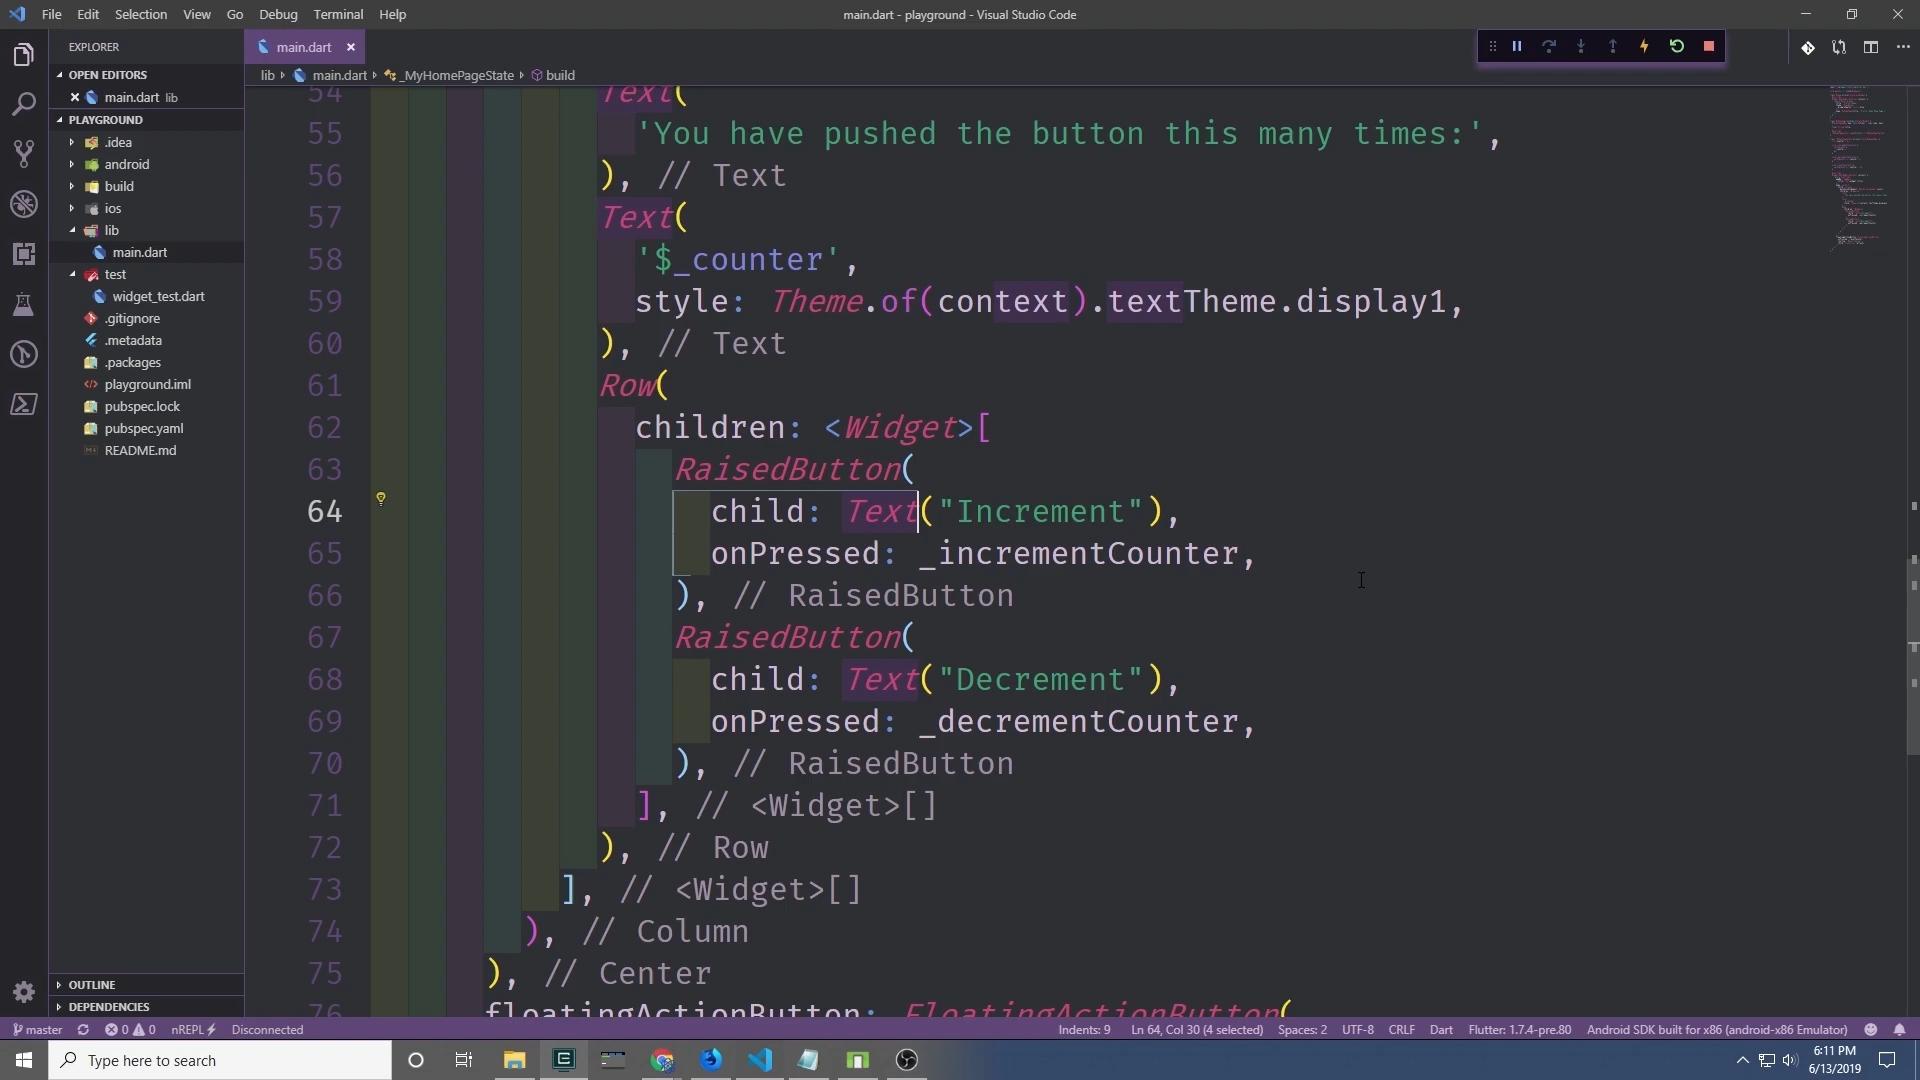 File Edit Selection View Go Debug Terminal Help
main.dart - playground - Visual Studio Code
EXPLORER
OPEN EDITORS
main.dart lib
PLAYGROUND
.idea
android
build
ios
lib
main.dart
test
widget_test.dart
.gitignore
.metadata
.packages
playground.iml
pubspec.lock
pubspec.yaml
README.md
OUTLINE
DEPENDENCIES
main.dart
lib main.dart _MyHomePageState build
54 Text(
55 'You have pushed the button this many times:',
56 ), // Text
57 Text(
58 '$_counter',
59 style: Theme.of(context).textTheme.display1,
60 ), // Text
61 Row(
62 children: <Widget>[
63 RaisedButton(
64 child: Text("Increment"),
65 onPressed: _incrementCounter,
66 ), // RaisedButton
67 RaisedButton(
68 child: Text("Decrement"),
69 onPressed: _decrementCounter,
70 ), // RaisedButton
71 ], // <Widget>[]
72 ), // Row
73 ], // <Widget>[]
74 ), // Column
75 ), // Center
76 floatingActionButton: FloatingActionButton(
master 0 0 nREPL Disconnected Indents: 9 Ln 64, Col 30 (4 selected) Spaces: 2 UTF-8 CRLF Dart Flutter: 1.7.4-pre.80 Android SDK built for x86 (android-x86 Emulator)
Type here to search
6:11 PM
6/13/2019